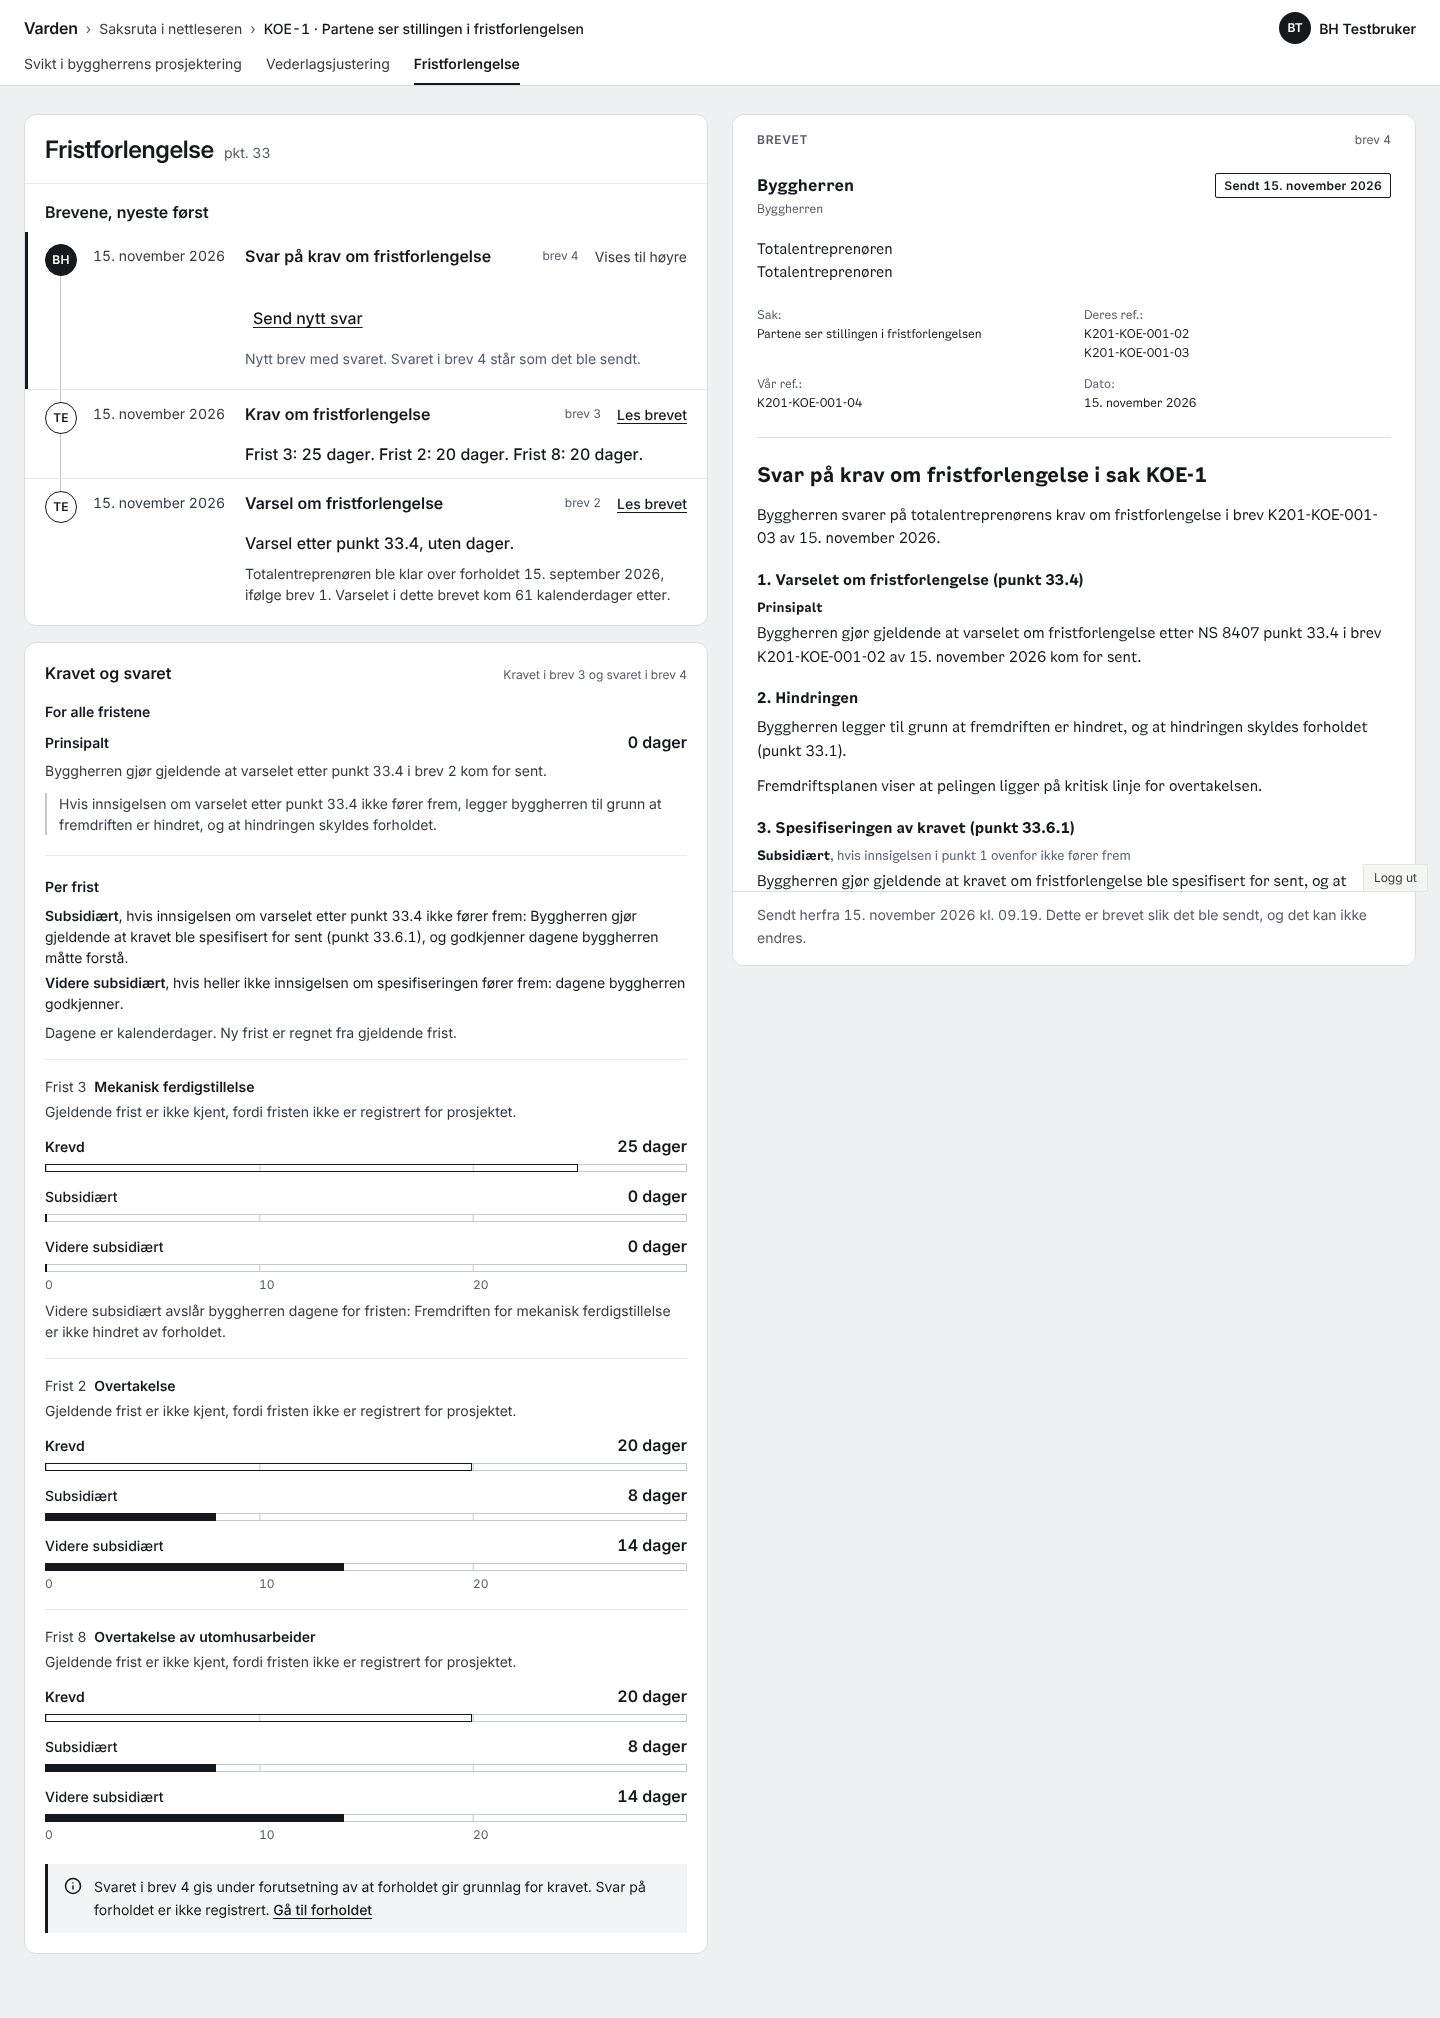 Varden › Saksruta i nettleseren › KOE-1 · Partene ser stillingen i fristforlengelsen
BT BH Testbruker
Svikt i byggherrens prosjektering Vederlagsjustering Fristforlengelse
Fristforlengelse pkt. 33
Brevene, nyeste først
BH 15. november 2026 Svar på krav om fristforlengelse brev 4 Vises til høyre
Send nytt svar
Nytt brev med svaret. Svaret i brev 4 står som det ble sendt.
TE 15. november 2026 Krav om fristforlengelse brev 3 Les brevet
Frist 3: 25 dager. Frist 2: 20 dager. Frist 8: 20 dager.
TE 15. november 2026 Varsel om fristforlengelse brev 2 Les brevet
Varsel etter punkt 33.4, uten dager.
Totalentreprenøren ble klar over forholdet 15. september 2026,
ifølge brev 1. Varselet i dette brevet kom 61 kalenderdager etter.
Kravet og svaret Kravet i brev 3 og svaret i brev 4
For alle fristene
Prinsipalt 0 dager
Byggherren gjør gjeldende at varselet etter punkt 33.4 i brev 2 kom for sent.
Hvis innsigelsen om varselet etter punkt 33.4 ikke fører frem, legger byggherren til grunn at
fremdriften er hindret, og at hindringen skyldes forholdet.
Per frist
Subsidiært, hvis innsigelsen om varselet etter punkt 33.4 ikke fører frem: Byggherren gjør
gjeldende at kravet ble spesifisert for sent (punkt 33.6.1), og godkjenner dagene byggherren
måtte forstå.
Videre subsidiært, hvis heller ikke innsigelsen om spesifiseringen fører frem: dagene byggherren
godkjenner.
Dagene er kalenderdager. Ny frist er regnet fra gjeldende frist.
Frist 3 Mekanisk ferdigstillelse
Gjeldende frist er ikke kjent, fordi fristen ikke er registrert for prosjektet.
Krevd 25 dager
Subsidiært 0 dager
Videre subsidiært 0 dager
0 10 20
Videre subsidiært avslår byggherren dagene for fristen: Fremdriften for mekanisk ferdigstillelse
er ikke hindret av forholdet.
Frist 2 Overtakelse
Gjeldende frist er ikke kjent, fordi fristen ikke er registrert for prosjektet.
Krevd 20 dager
Subsidiært 8 dager
Videre subsidiært 14 dager
0 10 20
Frist 8 Overtakelse av utomhusarbeider
Gjeldende frist er ikke kjent, fordi fristen ikke er registrert for prosjektet.
Krevd 20 dager
Subsidiært 8 dager
Videre subsidiært 14 dager
0 10 20
Svaret i brev 4 gis under forutsetning av at forholdet gir grunnlag for kravet. Svar på
forholdet er ikke registrert. Gå til forholdet
BREVET brev 4
Byggherren Sendt 15. november 2026
Byggherren
Totalentreprenøren
Totalentreprenøren
Sak: Deres ref.:
Partene ser stillingen i fristforlengelsen K201-KOE-001-02
K201-KOE-001-03
Vår ref.: Dato:
K201-KOE-001-04 15. november 2026
Svar på krav om fristforlengelse i sak KOE-1
Byggherren svarer på totalentreprenørens krav om fristforlengelse i brev K201-KOE-001-
03 av 15. november 2026.
1. Varselet om fristforlengelse (punkt 33.4)
Prinsipalt
Byggherren gjør gjeldende at varselet om fristforlengelse etter NS 8407 punkt 33.4 i brev
K201-KOE-001-02 av 15. november 2026 kom for sent.
2. Hindringen
Byggherren legger til grunn at fremdriften er hindret, og at hindringen skyldes forholdet
(punkt 33.1).
Fremdriftsplanen viser at pelingen ligger på kritisk linje for overtakelsen.
3. Spesifiseringen av kravet (punkt 33.6.1)
Subsidiært, hvis innsigelsen i punkt 1 ovenfor ikke fører frem
Byggherren gjør gjeldende at kravet om fristforlengelse ble spesifisert for sent, og at
Logg ut
Sendt herfra 15. november 2026 kl. 09.19. Dette er brevet slik det ble sendt, og det kan ikke
endres.